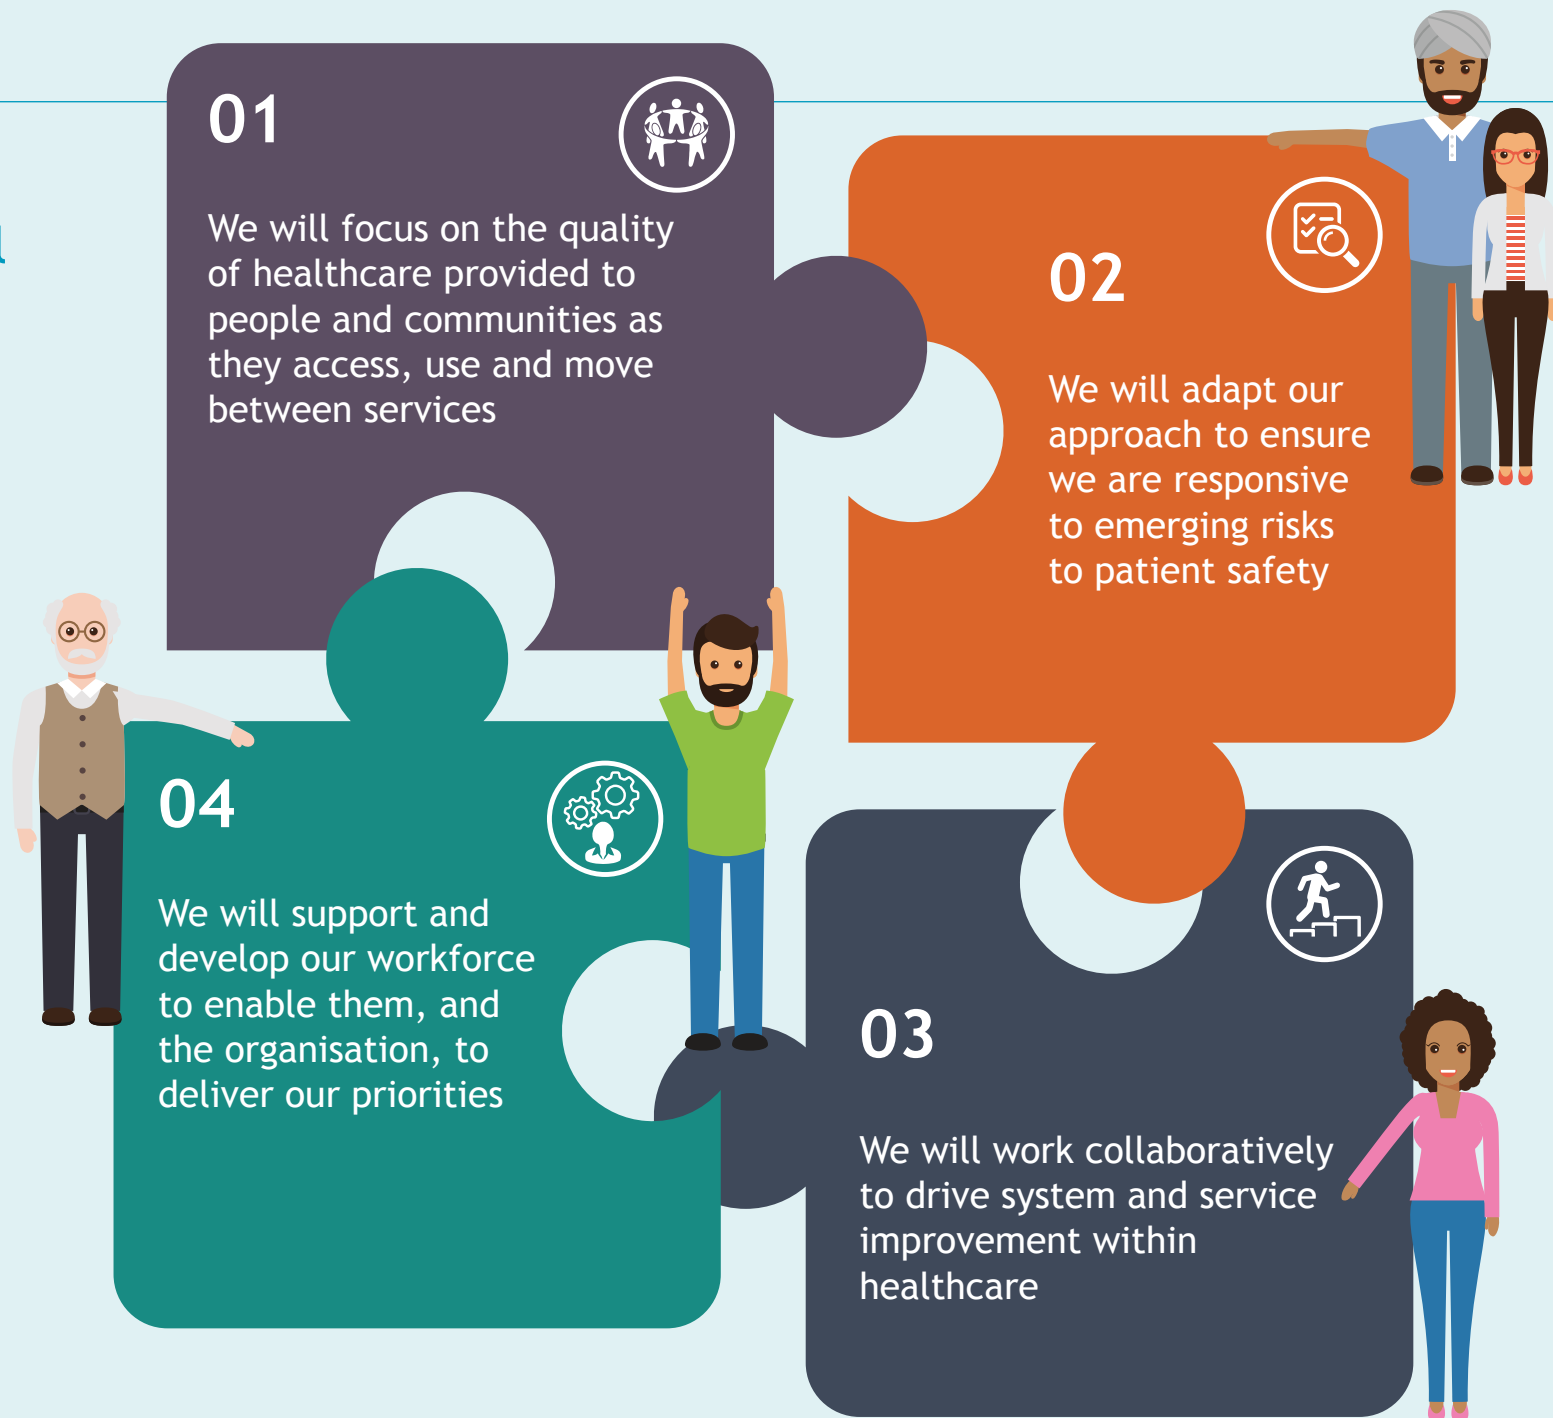 01
We will focus on the quality
of healthcare provided to
people and communities as
they access, use and move
between services
02
We will adapt our
approach to ensure
we are responsive
to emerging risks
to patient safety
03
We will work collaboratively
to drive system and service
improvement within
healthcare
04
We will support and
develop our workforce
to enable them, and
the organisation, to
deliver our priorities